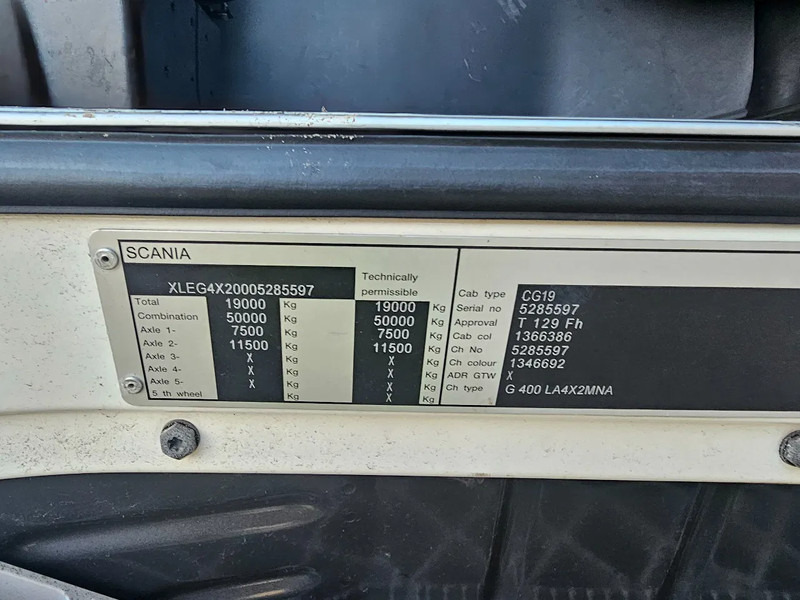 SCANIA
XLEG4X20005285597
Technically
permissible
Total 19000 Kg 19000 Kg
Combination 50000 Kg 50000 Kg
Axle 1- 7500 Kg 7500 Kg
Axle 2- 11500 Kg 11500 Kg
Axle 3- X Kg X Kg
Axle 4- X Kg X Kg
Axle 5- X Kg X Kg
5 th wheel Kg X Kg
Cab type CG19
Serial no 5285597
Approval T 129 Fh
Cab col 1366386
Ch No 5285597
Ch colour 1346692
ADR GTW X
Ch type G 400 LA4X2MNA